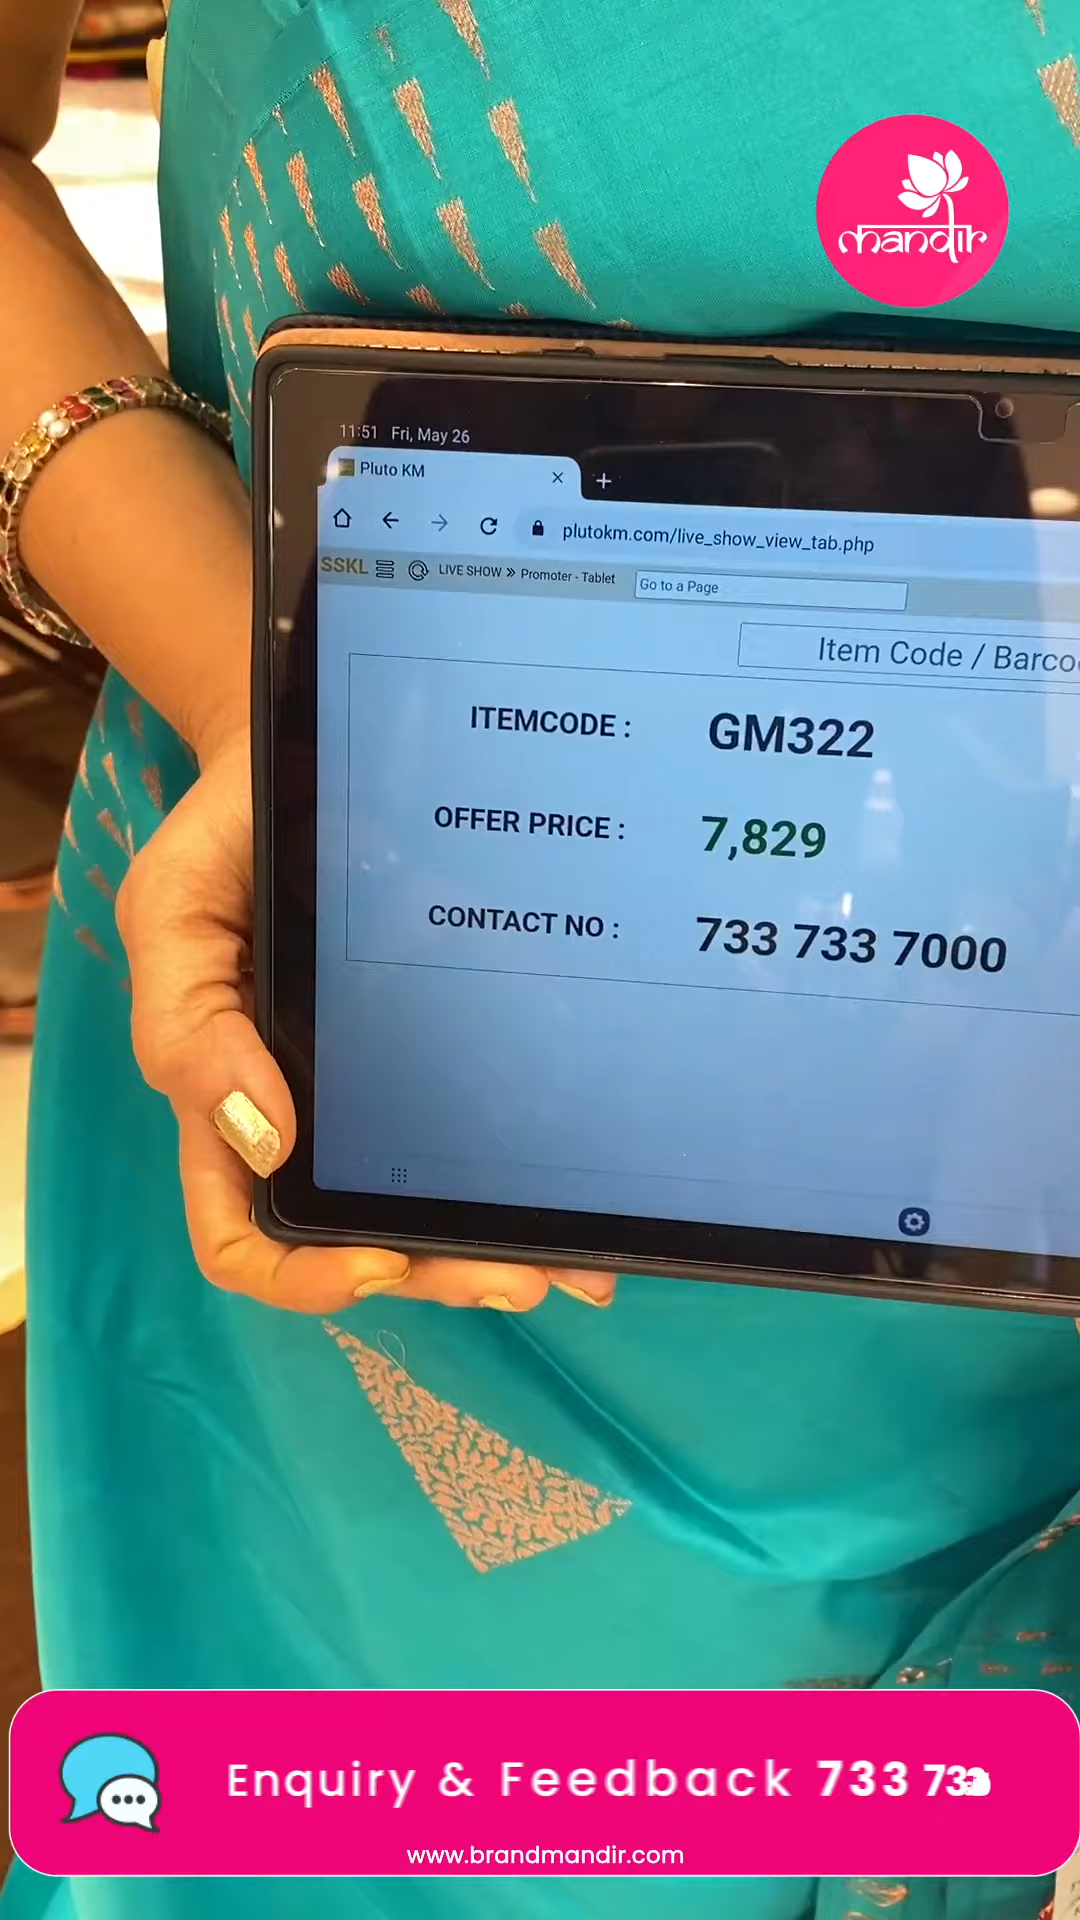 mandir
11:51 Fri, May 26
Pluto KM
plutokm.com/live_show_view_tab.php
SSKL LIVE SHOW » Promoter - Tablet Go to a Page
Item Code / Barco
ITEMCODE : GM322
OFFER PRICE : 7,829
CONTACT NO : 733 733 7000
Enquiry & Feedback 733 73
www.brandmandir.com